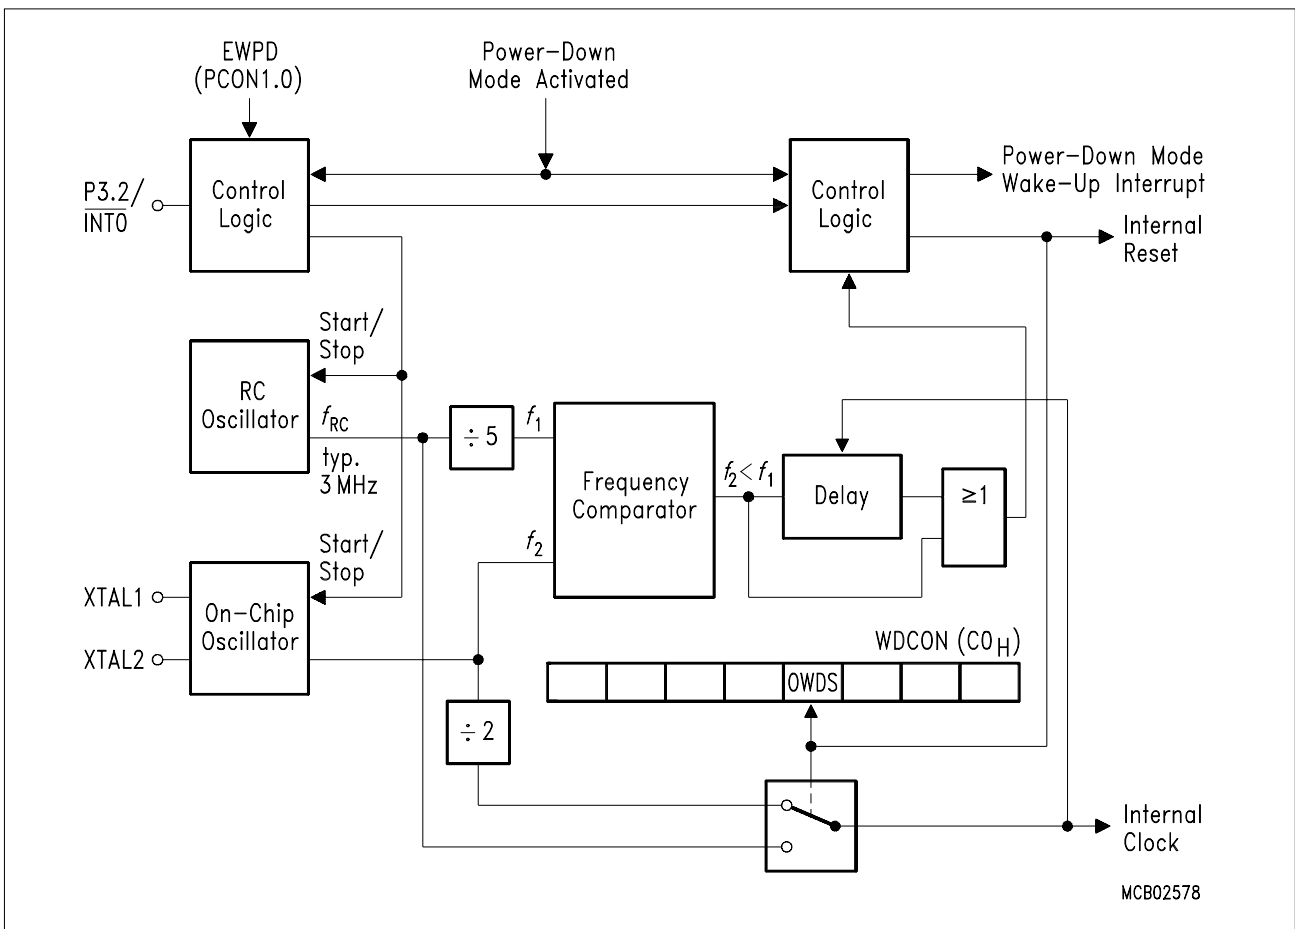 EWPD
(PCON1.0)
Power-Down
Mode Activated
P3.2/
INT0
Control
Logic
Control
Logic
Power-Down Mode
Wake-Up Interrupt
Internal
Reset
Start/
Stop
RC
Oscillator
fRC
typ.
3 MHz
÷ 5
f1
Frequency
Comparator
f2
f2< f1
Delay
≥1
Start/
Stop
XTAL1
XTAL2
On-Chip
Oscillator
WDCON (C0H)
OWDS
÷ 2
Internal
Clock
MCB02578